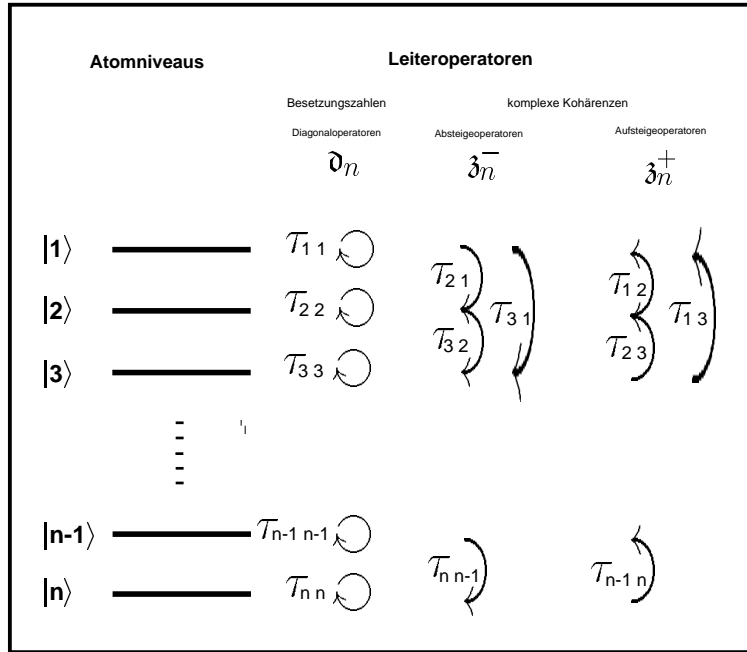 Atomniveaus Leiteroperatoren
Besetzungszahlen komplexe Kohärenzen
Diagonaloperatoren Absteigeoperatoren Aufsteigeoperatoren
𝔡n 𝔷n− 𝔷n+
|1⟩ 𝒯1 1
𝒯2 1 𝒯1 2
|2⟩ 𝒯2 2 𝒯3 1 𝒯1 3
𝒯3 2 𝒯2 3
|3⟩ 𝒯3 3
|n-1⟩ 𝒯n-1 n-1
𝒯n n-1 𝒯n-1 n
|n⟩ 𝒯n n